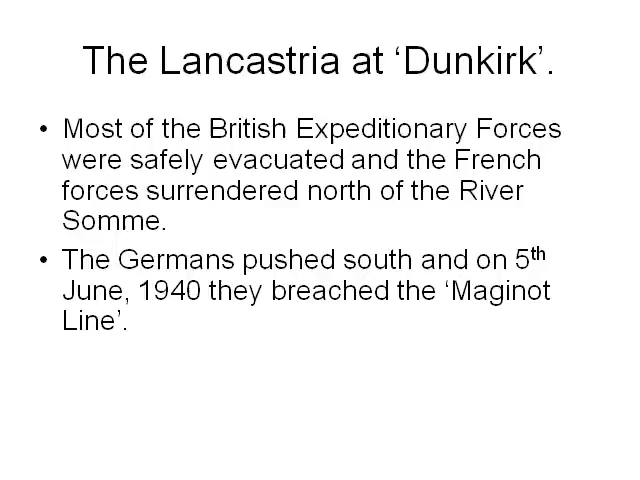 The Lancastria at ‘Dunkirk’.
• Most of the British Expeditionary Forces
were safely evacuated and the French
forces surrendered north of the River
Somme.
• The Germans pushed south and on 5th
June, 1940 they breached the ‘Maginot
Line’.